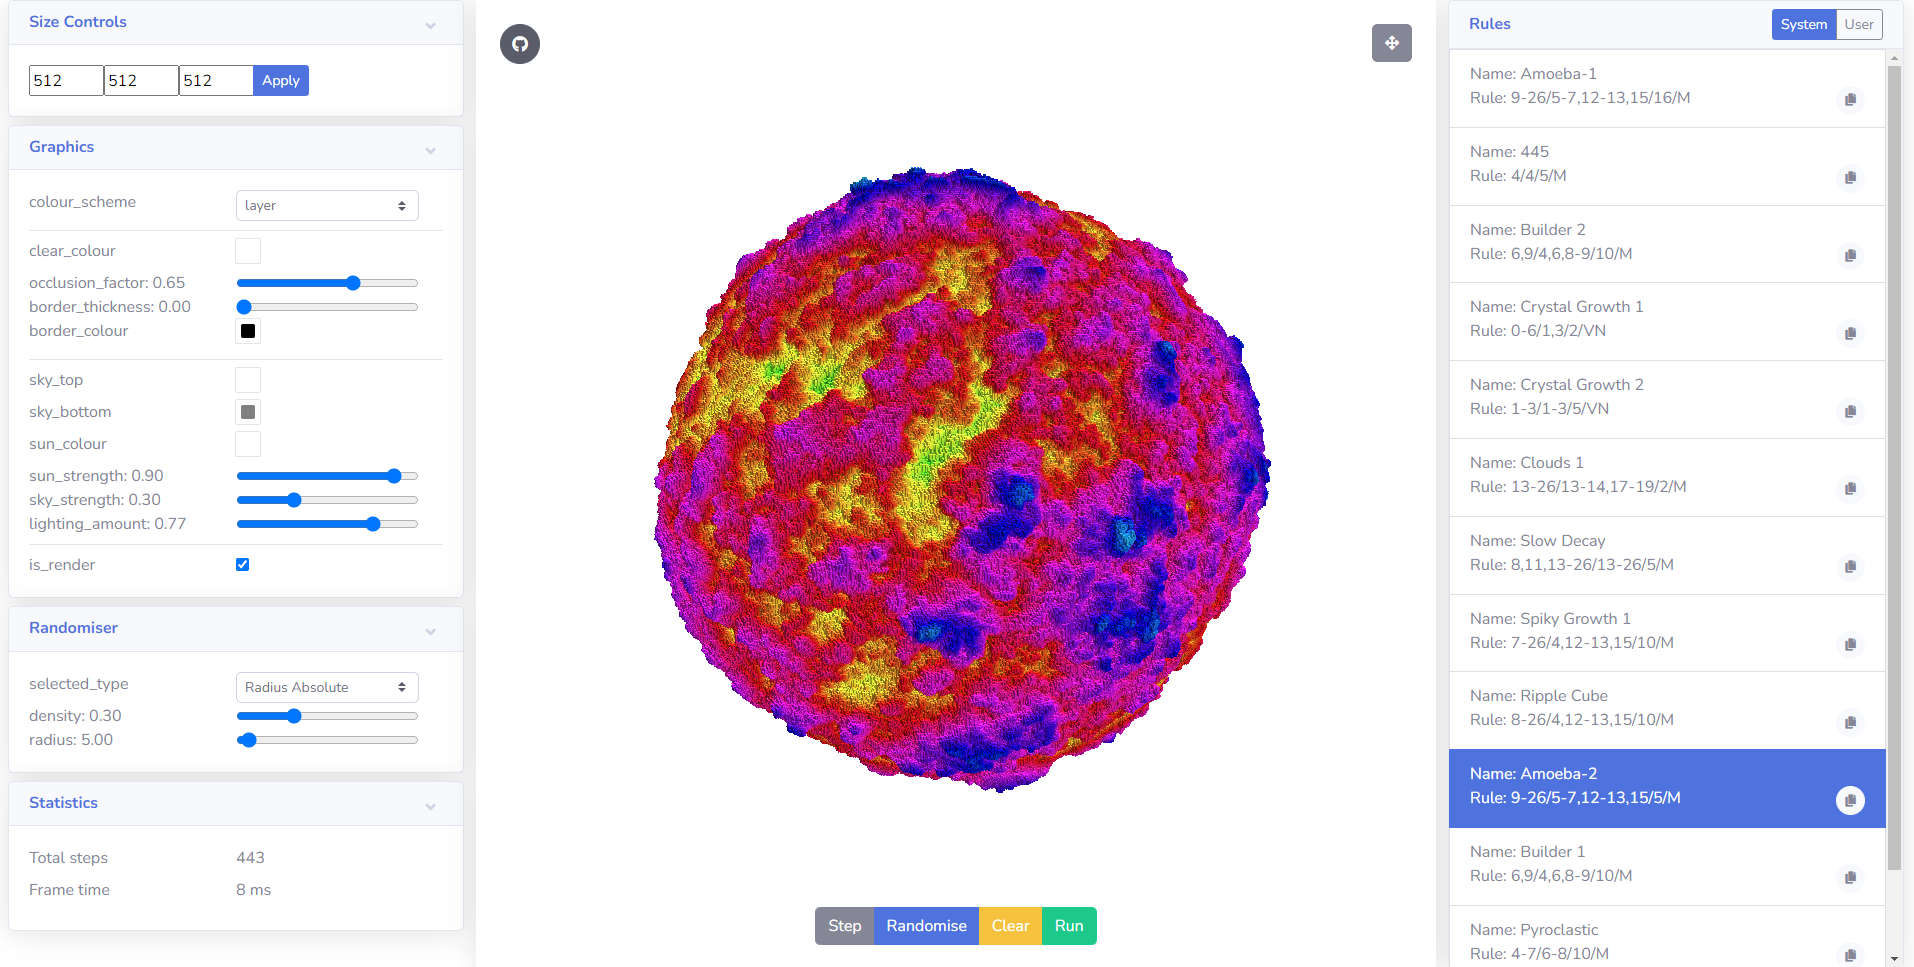 Size Controls
512 512 512 Apply
Graphics
colour_scheme layer
clear_colour
occlusion_factor: 0.65
border_thickness: 0.00
border_colour
sky_top
sky_bottom
sun_colour
sun_strength: 0.90
sky_strength: 0.30
lighting_amount: 0.77
is_render
Randomiser
selected_type Radius Absolute
density: 0.30
radius: 5.00
Statistics
Total steps 443
Frame time 8 ms
Step Randomise Clear Run
Rules System User
Name: Amoeba-1
Rule: 9-26/5-7,12-13,15/16/M
Name: 445
Rule: 4/4/5/M
Name: Builder 2
Rule: 6,9/4,6,8-9/10/M
Name: Crystal Growth 1
Rule: 0-6/1,3/2/VN
Name: Crystal Growth 2
Rule: 1-3/1-3/5/VN
Name: Clouds 1
Rule: 13-26/13-14,17-19/2/M
Name: Slow Decay
Rule: 8,11,13-26/13-26/5/M
Name: Spiky Growth 1
Rule: 7-26/4,12-13,15/10/M
Name: Ripple Cube
Rule: 8-26/4,12-13,15/10/M
Name: Amoeba-2
Rule: 9-26/5-7,12-13,15/5/M
Name: Builder 1
Rule: 6,9/4,6,8-9/10/M
Name: Pyroclastic
Rule: 4-7/6-8/10/M